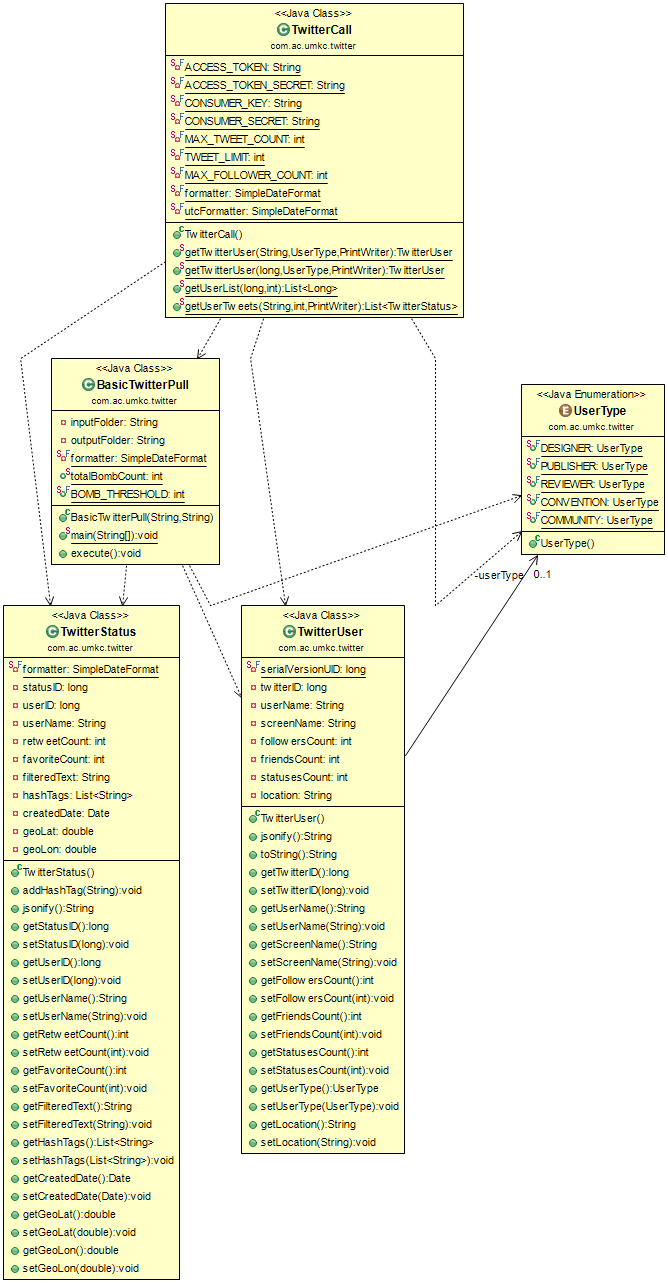 <<Java Class>>
TwitterCall
com.ac.umkc.twitter
ACCESS_TOKEN: String
ACCESS_TOKEN_SECRET: String
CONSUMER_KEY: String
CONSUMER_SECRET: String
MAX_TWEET_COUNT: int
TWEET_LIMIT: int
MAX_FOLLOWER_COUNT: int
formatter: SimpleDateFormat
utcFormatter: SimpleDateFormat
TwitterCall()
getTwitterUser(String,UserType,PrintWriter):TwitterUser
getTwitterUser(long,UserType,PrintWriter):TwitterUser
getUserList(long,int):List<Long>
getUserTweets(String,int,PrintWriter):List<TwitterStatus>
<<Java Class>>
BasicTwitterPull
com.ac.umkc.twitter
inputFolder: String
outputFolder: String
formatter: SimpleDateFormat
totalBombCount: int
BOMB_THRESHOLD: int
BasicTwitterPull(String,String)
main(String[]):void
execute():void
<<Java Enumeration>>
UserType
com.ac.umkc.twitter
DESIGNER: UserType
PUBLISHER: UserType
REVIEWER: UserType
CONVENTION: UserType
COMMUNITY: UserType
UserType()
-userType 0..1
<<Java Class>>
TwitterStatus
com.ac.umkc.twitter
formatter: SimpleDateFormat
statusID: long
userID: long
userName: String
retweetCount: int
favoriteCount: int
filteredText: String
hashTags: List<String>
createdDate: Date
geoLat: double
geoLon: double
TwitterStatus()
addHashTag(String):void
jsonify():String
getStatusID():long
setStatusID(long):void
getUserID():long
setUserID(long):void
getUserName():String
setUserName(String):void
getRetweetCount():int
setRetweetCount(int):void
getFavoriteCount():int
setFavoriteCount(int):void
getFilteredText():String
setFilteredText(String):void
getHashTags():List<String>
setHashTags(List<String>):void
getCreatedDate():Date
setCreatedDate(Date):void
getGeoLat():double
setGeoLat(double):void
getGeoLon():double
setGeoLon(double):void
<<Java Class>>
TwitterUser
com.ac.umkc.twitter
serialVersionUID: long
twitterID: long
userName: String
screenName: String
followersCount: int
friendsCount: int
statusesCount: int
location: String
TwitterUser()
jsonify():String
toString():String
getTwitterID():long
setTwitterID(long):void
getUserName():String
setUserName(String):void
getScreenName():String
setScreenName(String):void
getFollowersCount():int
setFollowersCount(int):void
getFriendsCount():int
setFriendsCount(int):void
getStatusesCount():int
setStatusesCount(int):void
getUserType():UserType
setUserType(UserType):void
getLocation():String
setLocation(String):void